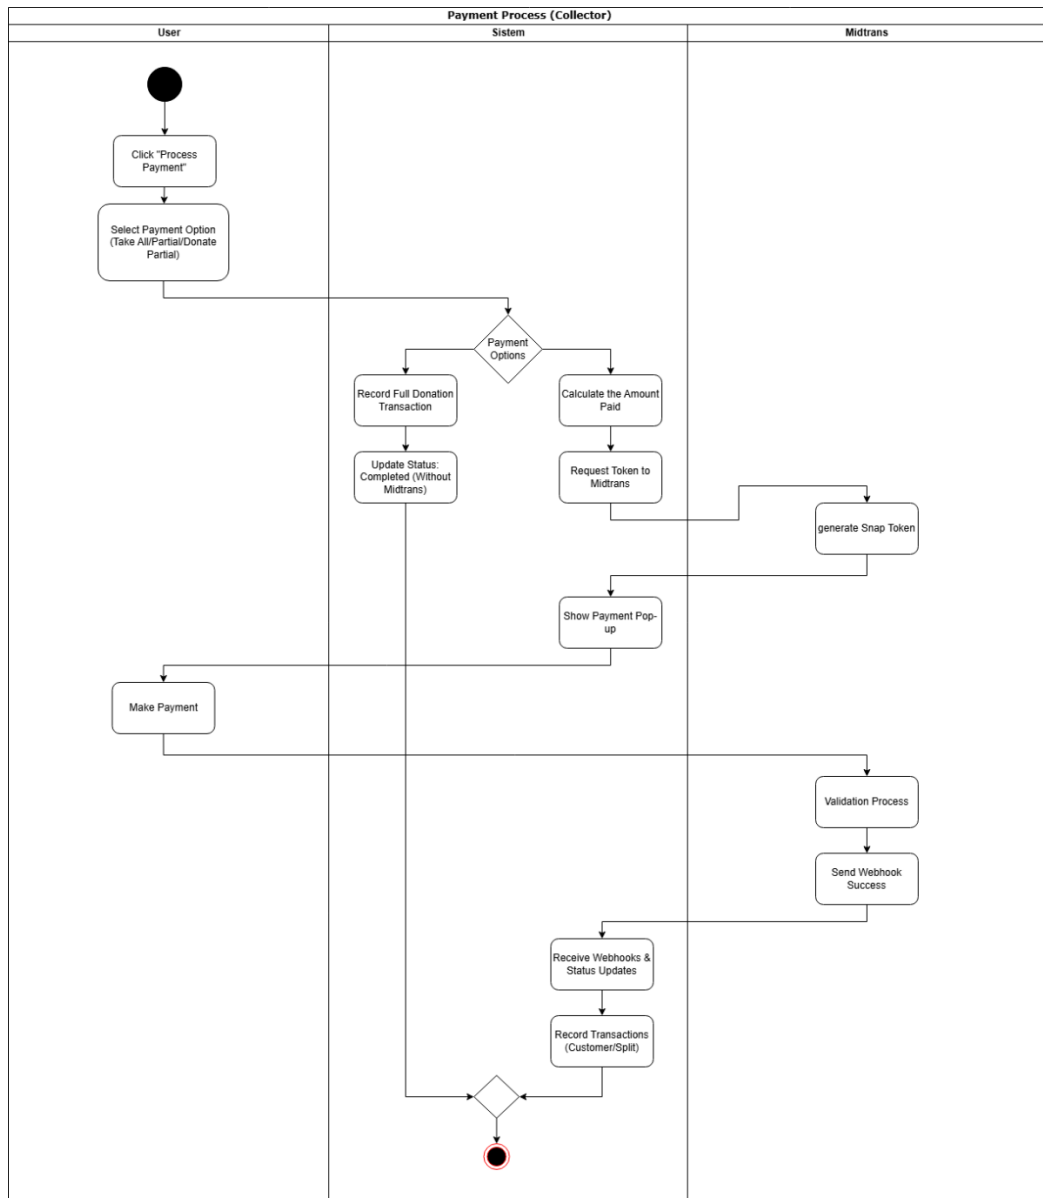 Payment Process (Collector)
User
Sistem
Midtrans
Click "Process
Payment"
Select Payment Option
(Take All/Partial/Donate
Partial)
Payment
Options
Record Full Donation
Transaction
Calculate the Amount
Paid
Update Status:
Completed (Without
Midtrans)
Request Token to
Midtrans
generate Snap Token
Show Payment Pop-
up
Make Payment
Validation Process
Send Webhook
Success
Receive Webhooks &
Status Updates
Record Transactions
(Customer/Split)